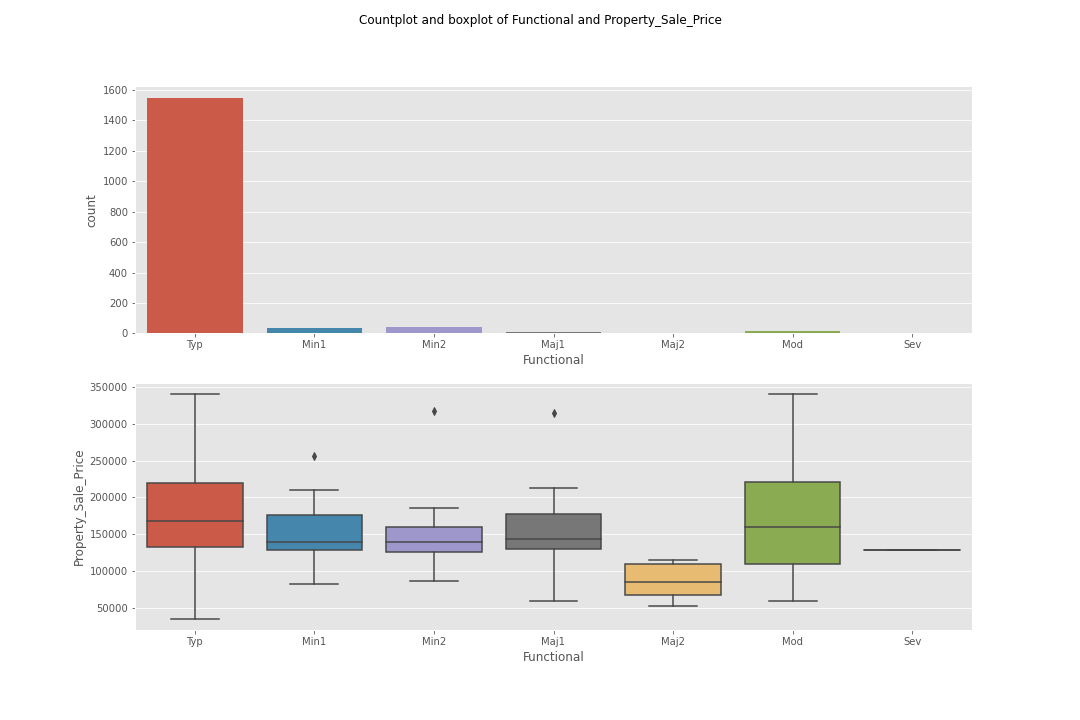 Countplot and boxplot of Functional and Property_Sale_Price
1600
1400
1200
1000
800
600
400
200
0
count
Typ Min1 Min2 Maj1 Maj2 Mod Sev
Functional
350000
300000
250000
200000
150000
100000
50000
Property_Sale_Price
Typ Min1 Min2 Maj1 Maj2 Mod Sev
Functional